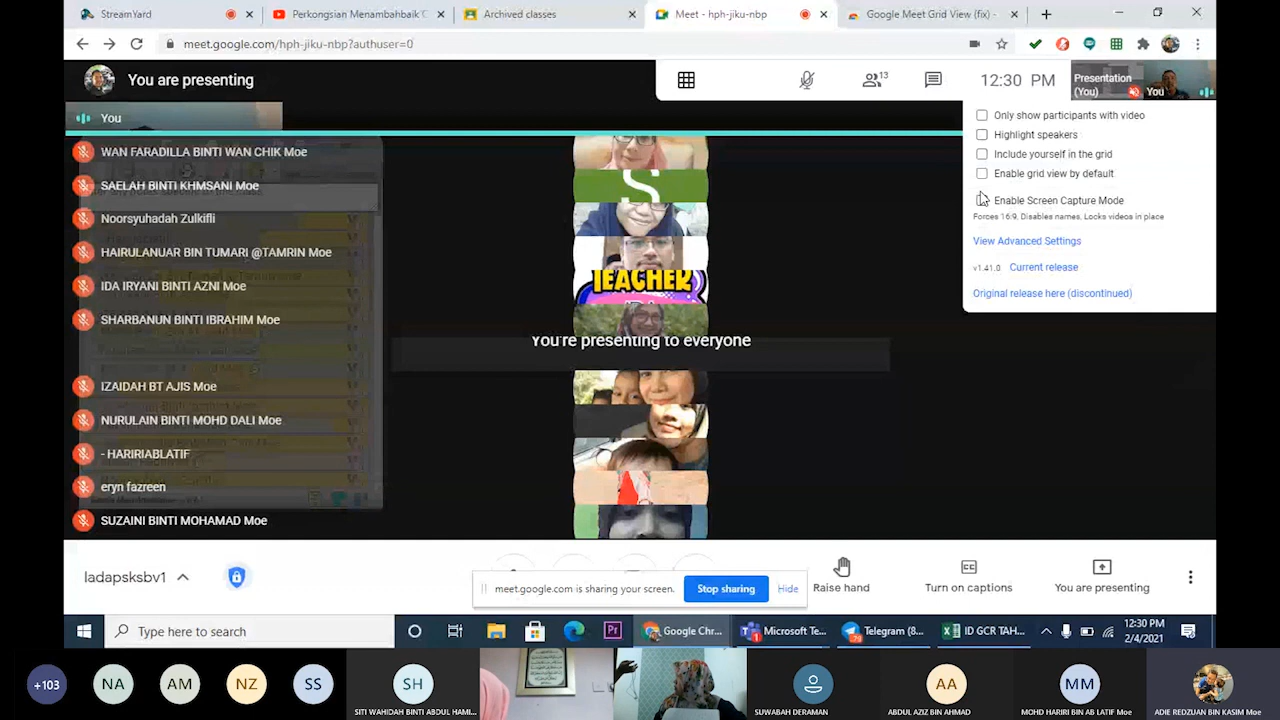 StreamYard
Perkongsian Menambahbaik
Archived classes
Meet - hph-jiku-nbp
Google Meet Grid View (fix) -
meet.google.com/hph-jiku-nbp?authuser=0
You are presenting
13
12:30 PM
Presentation
(You)
You
You
Only show participants with video
Highlight speakers
Include yourself in the grid
Enable grid view by default
Enable Screen Capture Mode
Forces 16:9, Disables names, Locks videos in place
View Advanced Settings
v1.41.0 Current release
Original release here (discontinued)
WAN FARADILLA BINTI WAN CHIK Moe
SAELAH BINTI KHMSANI Moe
Noorsyuhadah Zulkifli
HAIRULANUAR BIN TUMARI @TAMRIN Moe
IDA IRYANI BINTI AZNI Moe
SHARBANUN BINTI IBRAHIM Moe
IZAIDAH BT AJIS Moe
NURULAIN BINTI MOHD DALI Moe
- HARIRIABLATIF
eryn fazreen
SUZAINI BINTI MOHAMAD Moe
S
TEACHER
You're presenting to everyone
ladapsksbv1
meet.google.com is sharing your screen.
Stop sharing
Hide
Raise hand
Turn on captions
You are presenting
Type here to search
Google Chr...
Microsoft Te...
Telegram (8...
ID GCR TAH...
12:30 PM
2/4/2021
+103
NA
AM
NZ
SS
SH
SITI WAHIDAH BINTI ABDUL HAMI...
SUWABAH DERAMAN
AA
ABDUL AZIZ BIN AHMAD
MM
MOHD HARIRI BIN AB LATIF Moe
ADIE REDZUAN BIN KASIM Moe